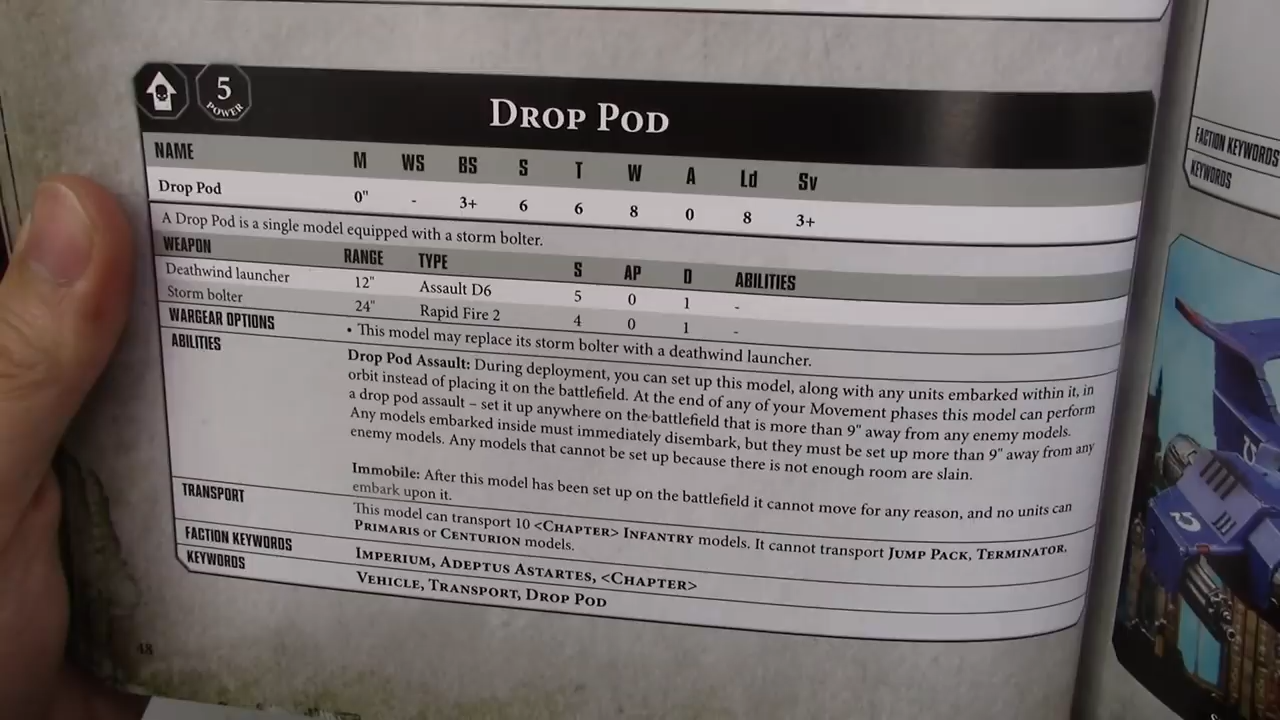 5
POWER
DROP POD
NAME M WS BS S T W A Ld Sv
Drop Pod 0" - 3+ 6 6 8 0 8 3+
A Drop Pod is a single model equipped with a storm bolter.
WEAPON RANGE TYPE S AP D ABILITIES
Deathwind launcher 12" Assault D6 5 0 1 -
Storm bolter 24" Rapid Fire 2 4 0 1 -
WARGEAR OPTIONS • This model may replace its storm bolter with a deathwind launcher.
ABILITIES
Drop Pod Assault: During deployment, you can set up this model, along with any units embarked within it, in
orbit instead of placing it on the battlefield. At the end of any of your Movement phases this model can perform
a drop pod assault – set it up anywhere on the battlefield that is more than 9" away from any enemy models.
Any models embarked inside must immediately disembark, but they must be set up more than 9" away from any
enemy models. Any models that cannot be set up because there is not enough room are slain.
Immobile: After this model has been set up on the battlefield it cannot move for any reason, and no units can
embark upon it.
TRANSPORT This model can transport 10 <CHAPTER> INFANTRY models. It cannot transport JUMP PACK, TERMINATOR,
PRIMARIS or CENTURION models.
FACTION KEYWORDS IMPERIUM, ADEPTUS ASTARTES, <CHAPTER>
KEYWORDS VEHICLE, TRANSPORT, DROP POD
48
FACTION KEYWORDS
KEYWORDS